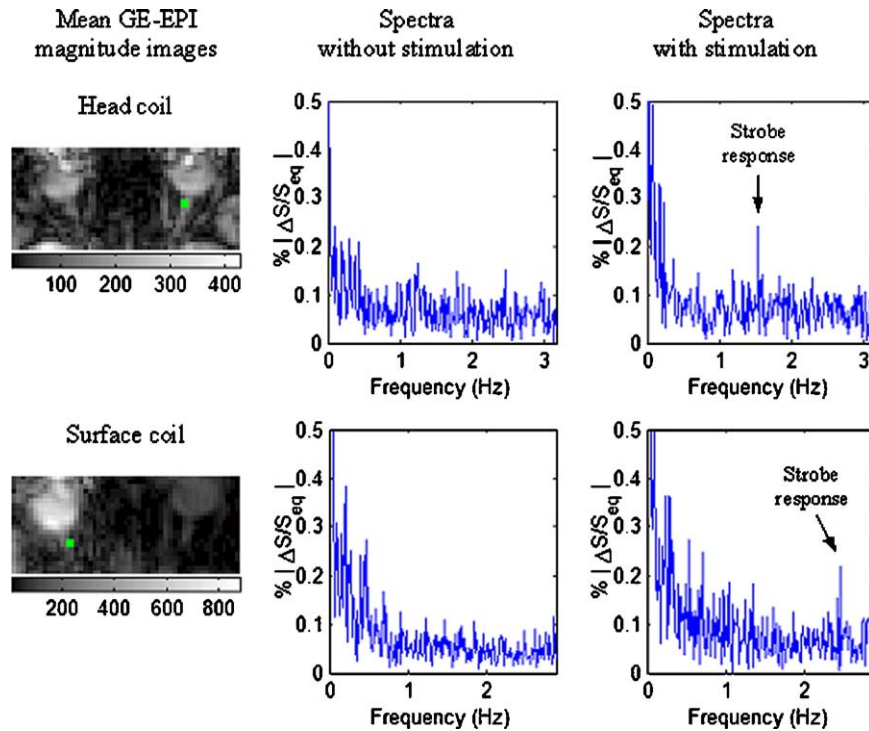 Mean GE-EPI
magnitude images
Spectra
without stimulation
Spectra
with stimulation
Head coil
100 200 300 400
% | ΔS/S_eq |
0.5
0.4
0.3
0.2
0.1
0
0 1 2 3
Frequency (Hz)
% | ΔS/S_eq |
0.5
0.4
0.3
0.2
0.1
0
Strobe
response
0 1 2 3
Frequency (Hz)
Surface coil
200 400 600 800
% | ΔS/S_eq |
0.5
0.4
0.3
0.2
0.1
0
0 1 2
Frequency (Hz)
% | ΔS/S_eq |
0.5
0.4
0.3
0.2
0.1
0
Strobe
response
0 1 2
Frequency (Hz)